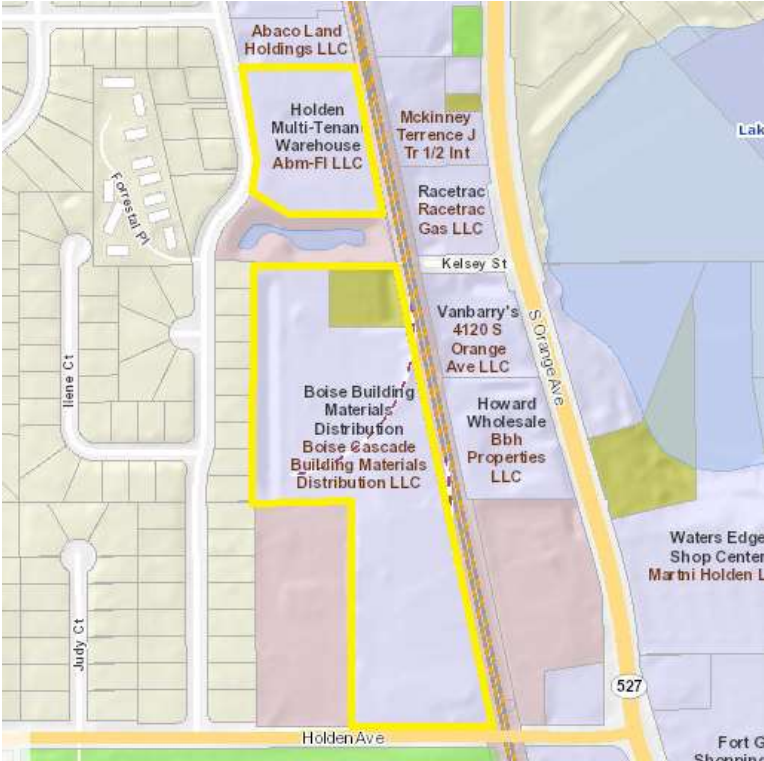 Abaco Land
Holdings LLC
Holden
Multi-Tenan
Warehouse
Abm-Fl LLC
Mckinney
Terrence J
Tr 1/2 Int
Lak
Forrestal Pl
Racetrac
Racetrac
Gas LLC
Kelsey St
Vanbarry's
4120 S
Orange
Ave LLC
S Orange Ave
Ilene Ct
Boise Building
Materials
Distribution
Boise Cascade
Building Materials
Distribution LLC
Howard
Wholesale
Bbh
Properties
LLC
Waters Edge
Shop Center
Martni Holden L
Judy Ct
527
Holden Ave
Fort G
Shopping